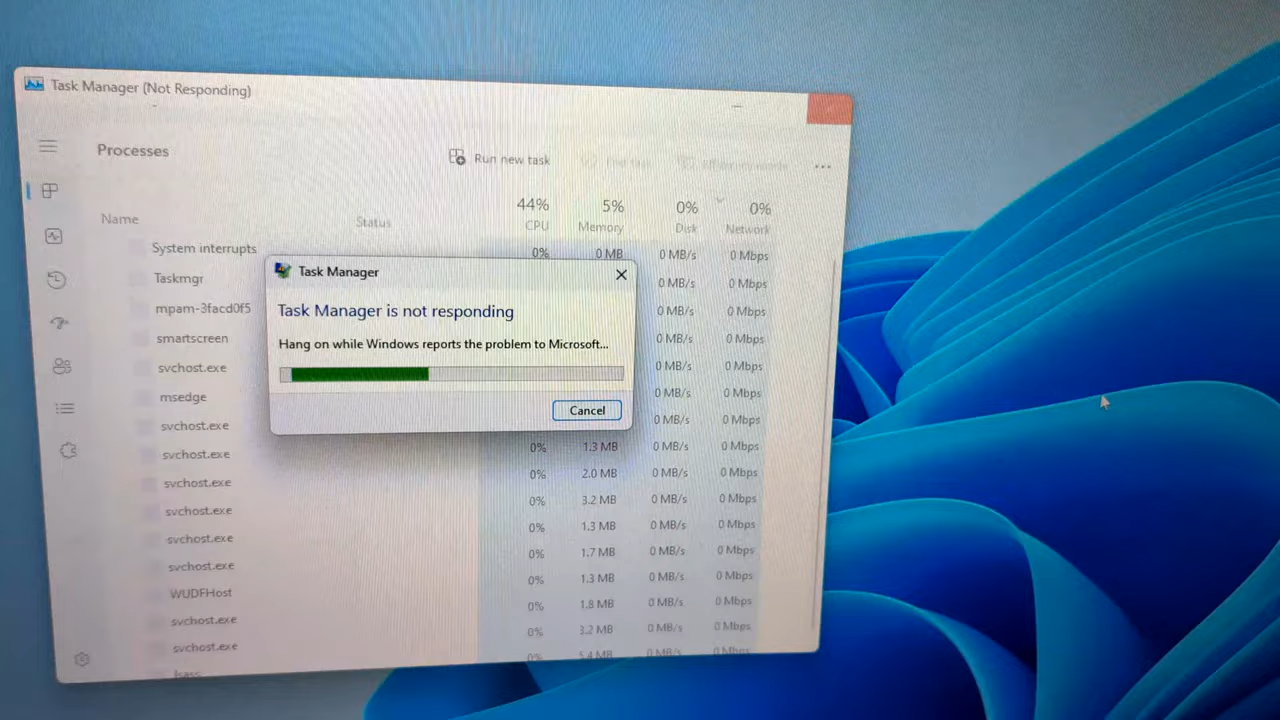 Task Manager (Not Responding)
Processes
Run new task
44% 5% 0% 0%
Name Status CPU Memory Disk Network
System interrupts 0% 0 MB 0 MB/s 0 Mbps
Taskmgr 0 MB/s 0 Mbps
mpam-3facd0f5 0 MB/s 0 Mbps
smartscreen 0 MB/s 0 Mbps
svchost.exe 0 MB/s 0 Mbps
msedge 0 MB/s 0 Mbps
svchost.exe 0 MB/s 0 Mbps
svchost.exe 0% 1.3 MB 0 MB/s 0 Mbps
svchost.exe 0% 2.0 MB 0 MB/s 0 Mbps
svchost.exe 0% 3.2 MB 0 MB/s 0 Mbps
svchost.exe 0% 1.3 MB 0 MB/s 0 Mbps
svchost.exe 0% 1.7 MB 0 MB/s 0 Mbps
WUDFHost 0% 1.3 MB 0 MB/s 0 Mbps
svchost.exe 0% 1.8 MB 0 MB/s 0 Mbps
svchost.exe 0% 3.2 MB 0 MB/s 0 Mbps
0% 5.4 MB 0 MB/s 0 Mbps
Task Manager
Task Manager is not responding
Hang on while Windows reports the problem to Microsoft...
Cancel